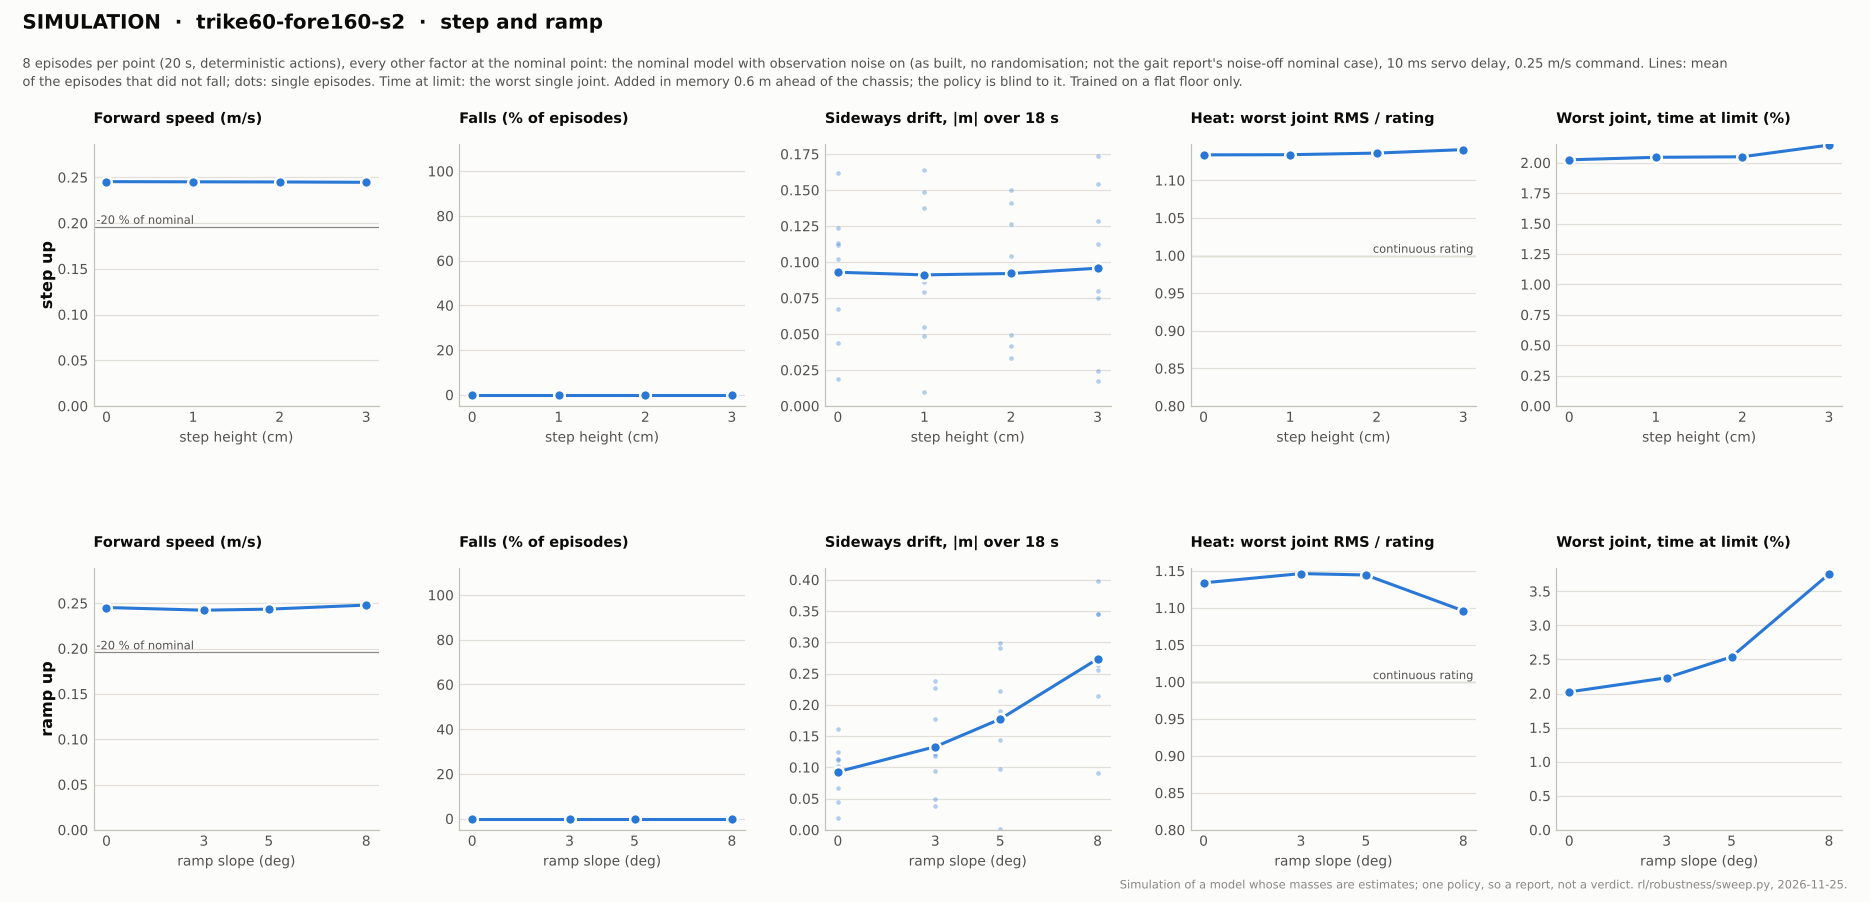 SIMULATION · trike60-fore160-s2 · step and ramp
8 episodes per point (20 s, deterministic actions), every other factor at the nominal point: the nominal model with observation noise on (as built, no randomisation; not the gait report's noise-off nominal case), 10 ms servo delay, 0.25 m/s command. Lines: mean
of the episodes that did not fall; dots: single episodes. Time at limit: the worst single joint. Added in memory 0.6 m ahead of the chassis; the policy is blind to it. Trained on a flat floor only.
step up
Forward speed (m/s)
0.25
0.20
0.15
0.10
0.05
0.00
-20 % of nominal
0 1 2 3
step height (cm)
Falls (% of episodes)
100
80
60
40
20
0
0 1 2 3
step height (cm)
Sideways drift, |m| over 18 s
0.175
0.150
0.125
0.100
0.075
0.050
0.025
0.000
0 1 2 3
step height (cm)
Heat: worst joint RMS / rating
1.10
1.05
1.00
0.95
0.90
0.85
0.80
continuous rating
0 1 2 3
step height (cm)
Worst joint, time at limit (%)
2.00
1.75
1.50
1.25
1.00
0.75
0.50
0.25
0.00
0 1 2 3
step height (cm)
ramp up
Forward speed (m/s)
0.25
0.20
0.15
0.10
0.05
0.00
-20 % of nominal
0 3 5 8
ramp slope (deg)
Falls (% of episodes)
100
80
60
40
20
0
0 3 5 8
ramp slope (deg)
Sideways drift, |m| over 18 s
0.40
0.35
0.30
0.25
0.20
0.15
0.10
0.05
0.00
0 3 5 8
ramp slope (deg)
Heat: worst joint RMS / rating
1.15
1.10
1.05
1.00
0.95
0.90
0.85
0.80
continuous rating
0 3 5 8
ramp slope (deg)
Worst joint, time at limit (%)
3.5
3.0
2.5
2.0
1.5
1.0
0.5
0.0
0 3 5 8
ramp slope (deg)
Simulation of a model whose masses are estimates; one policy, so a report, not a verdict. rl/robustness/sweep.py, 2026-11-25.